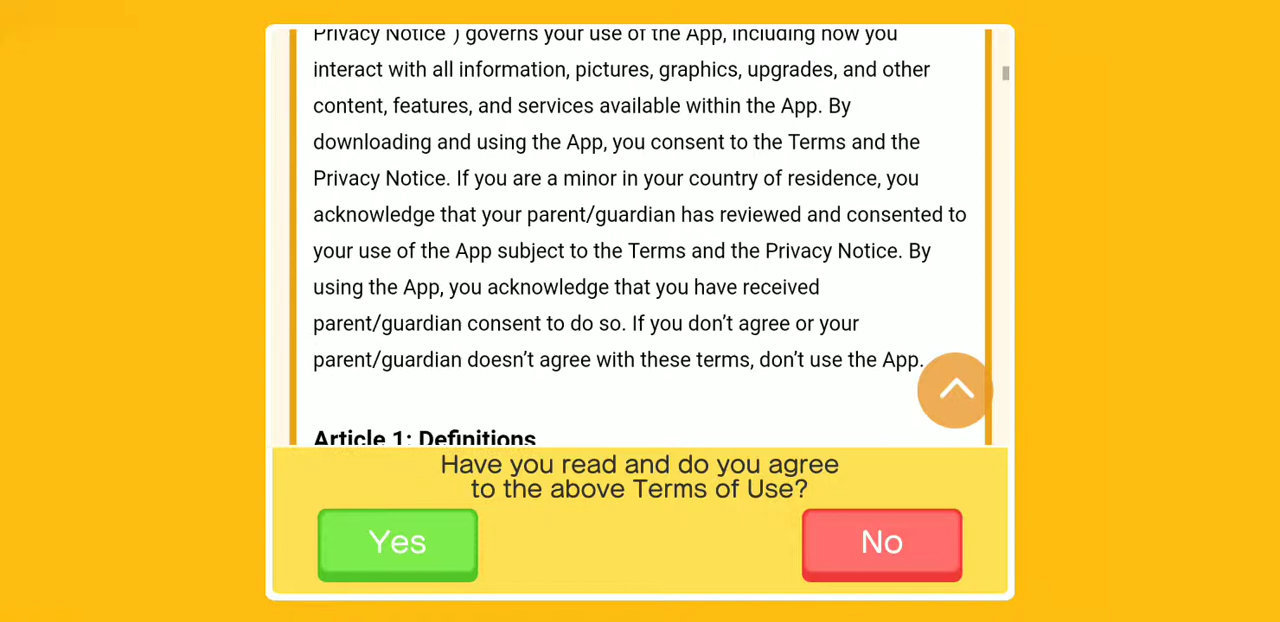 Privacy Notice ) governs your use of the App, including how you
interact with all information, pictures, graphics, upgrades, and other
content, features, and services available within the App. By
downloading and using the App, you consent to the Terms and the
Privacy Notice. If you are a minor in your country of residence, you
acknowledge that your parent/guardian has reviewed and consented to
your use of the App subject to the Terms and the Privacy Notice. By
using the App, you acknowledge that you have received
parent/guardian consent to do so. If you don’t agree or your
parent/guardian doesn’t agree with these terms, don’t use the App.
Article 1: Definitions
Have you read and do you agree
to the above Terms of Use?
Yes
No